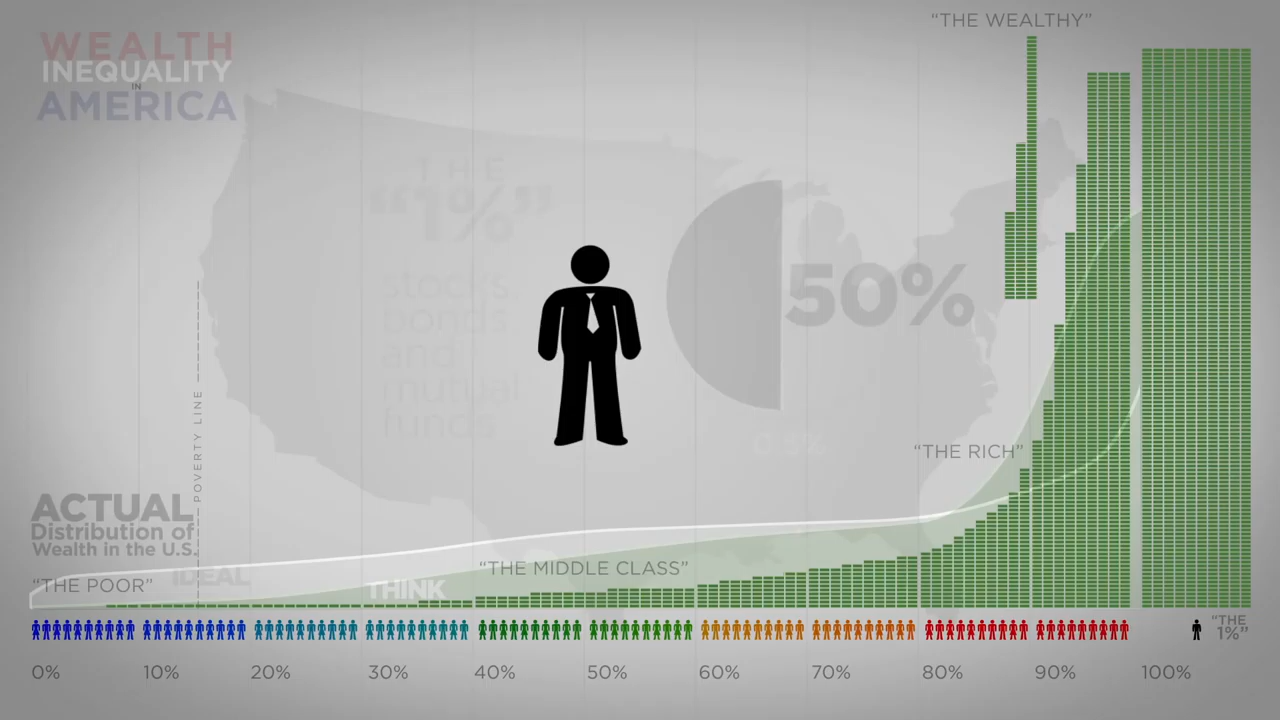 "THE WEALTHY"
WEALTH
INEQUALITY
IN
AMERICA
THE
"1%"
stocks,
bonds
and
mutual
funds
50%
0.5%
POVERTY LINE
"THE RICH"
ACTUAL
Distribution of
Wealth in the U.S.
"THE POOR"
IDEAL
THINK
"THE MIDDLE CLASS"
"THE
1%"
0%
10%
20%
30%
40%
50%
60%
70%
80%
90%
100%